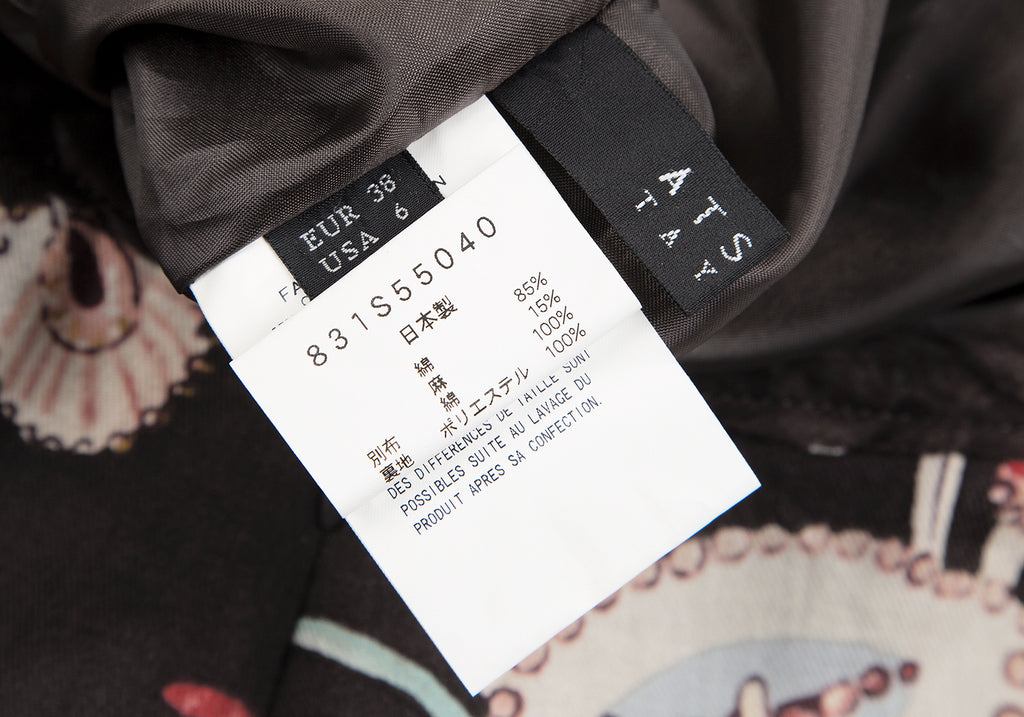 EUR 38
USA 6
831S55040
日本製
綿 85%
麻 15%
別布 綿 100%
裏地 ポリエステル 100%
DES DIFFERENCES DE TAILLE SONT
POSSIBLES SUITE AU LAVAGE DU
PRODUIT APRES SA CONFECTION.
FA